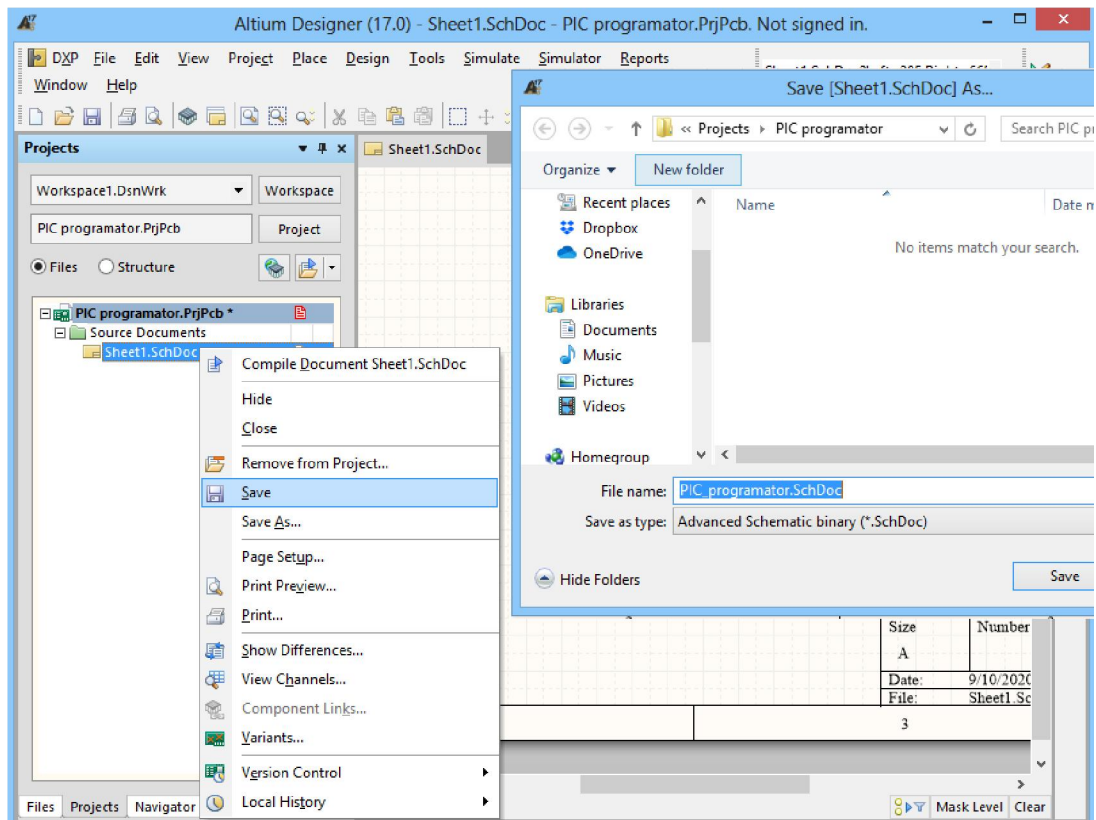 Altium Designer (17.0) - Sheet1.SchDoc - PIC programator.PrjPcb. Not signed in.
DXP File Edit View Project Place Design Tools Simulate Simulator Reports
Window Help
Projects
Sheet1.SchDoc
Workspace1.DsnWrk Workspace
PIC programator.PrjPcb Project
Files Structure
PIC programator.PrjPcb *
Source Documents
Sheet1.SchDoc
Compile Document Sheet1.SchDoc
Hide
Close
Remove from Project...
Save
Save As...
Page Setup...
Print Preview...
Print...
Show Differences...
View Channels...
Component Links...
Variants...
Version Control
Local History
Files Projects Navigator
Save [Sheet1.SchDoc] As...
« Projects PIC programator
Search PIC p
Organize New folder
Recent places
Dropbox
OneDrive
Libraries
Documents
Music
Pictures
Videos
Homegroup
Name Date m
No items match your search.
File name: PIC_programator.SchDoc
Save as type: Advanced Schematic binary (*.SchDoc)
Hide Folders Save
Size Number
A
Date: 9/10/2020
File: Sheet1.Sc
3
Mask Level Clear